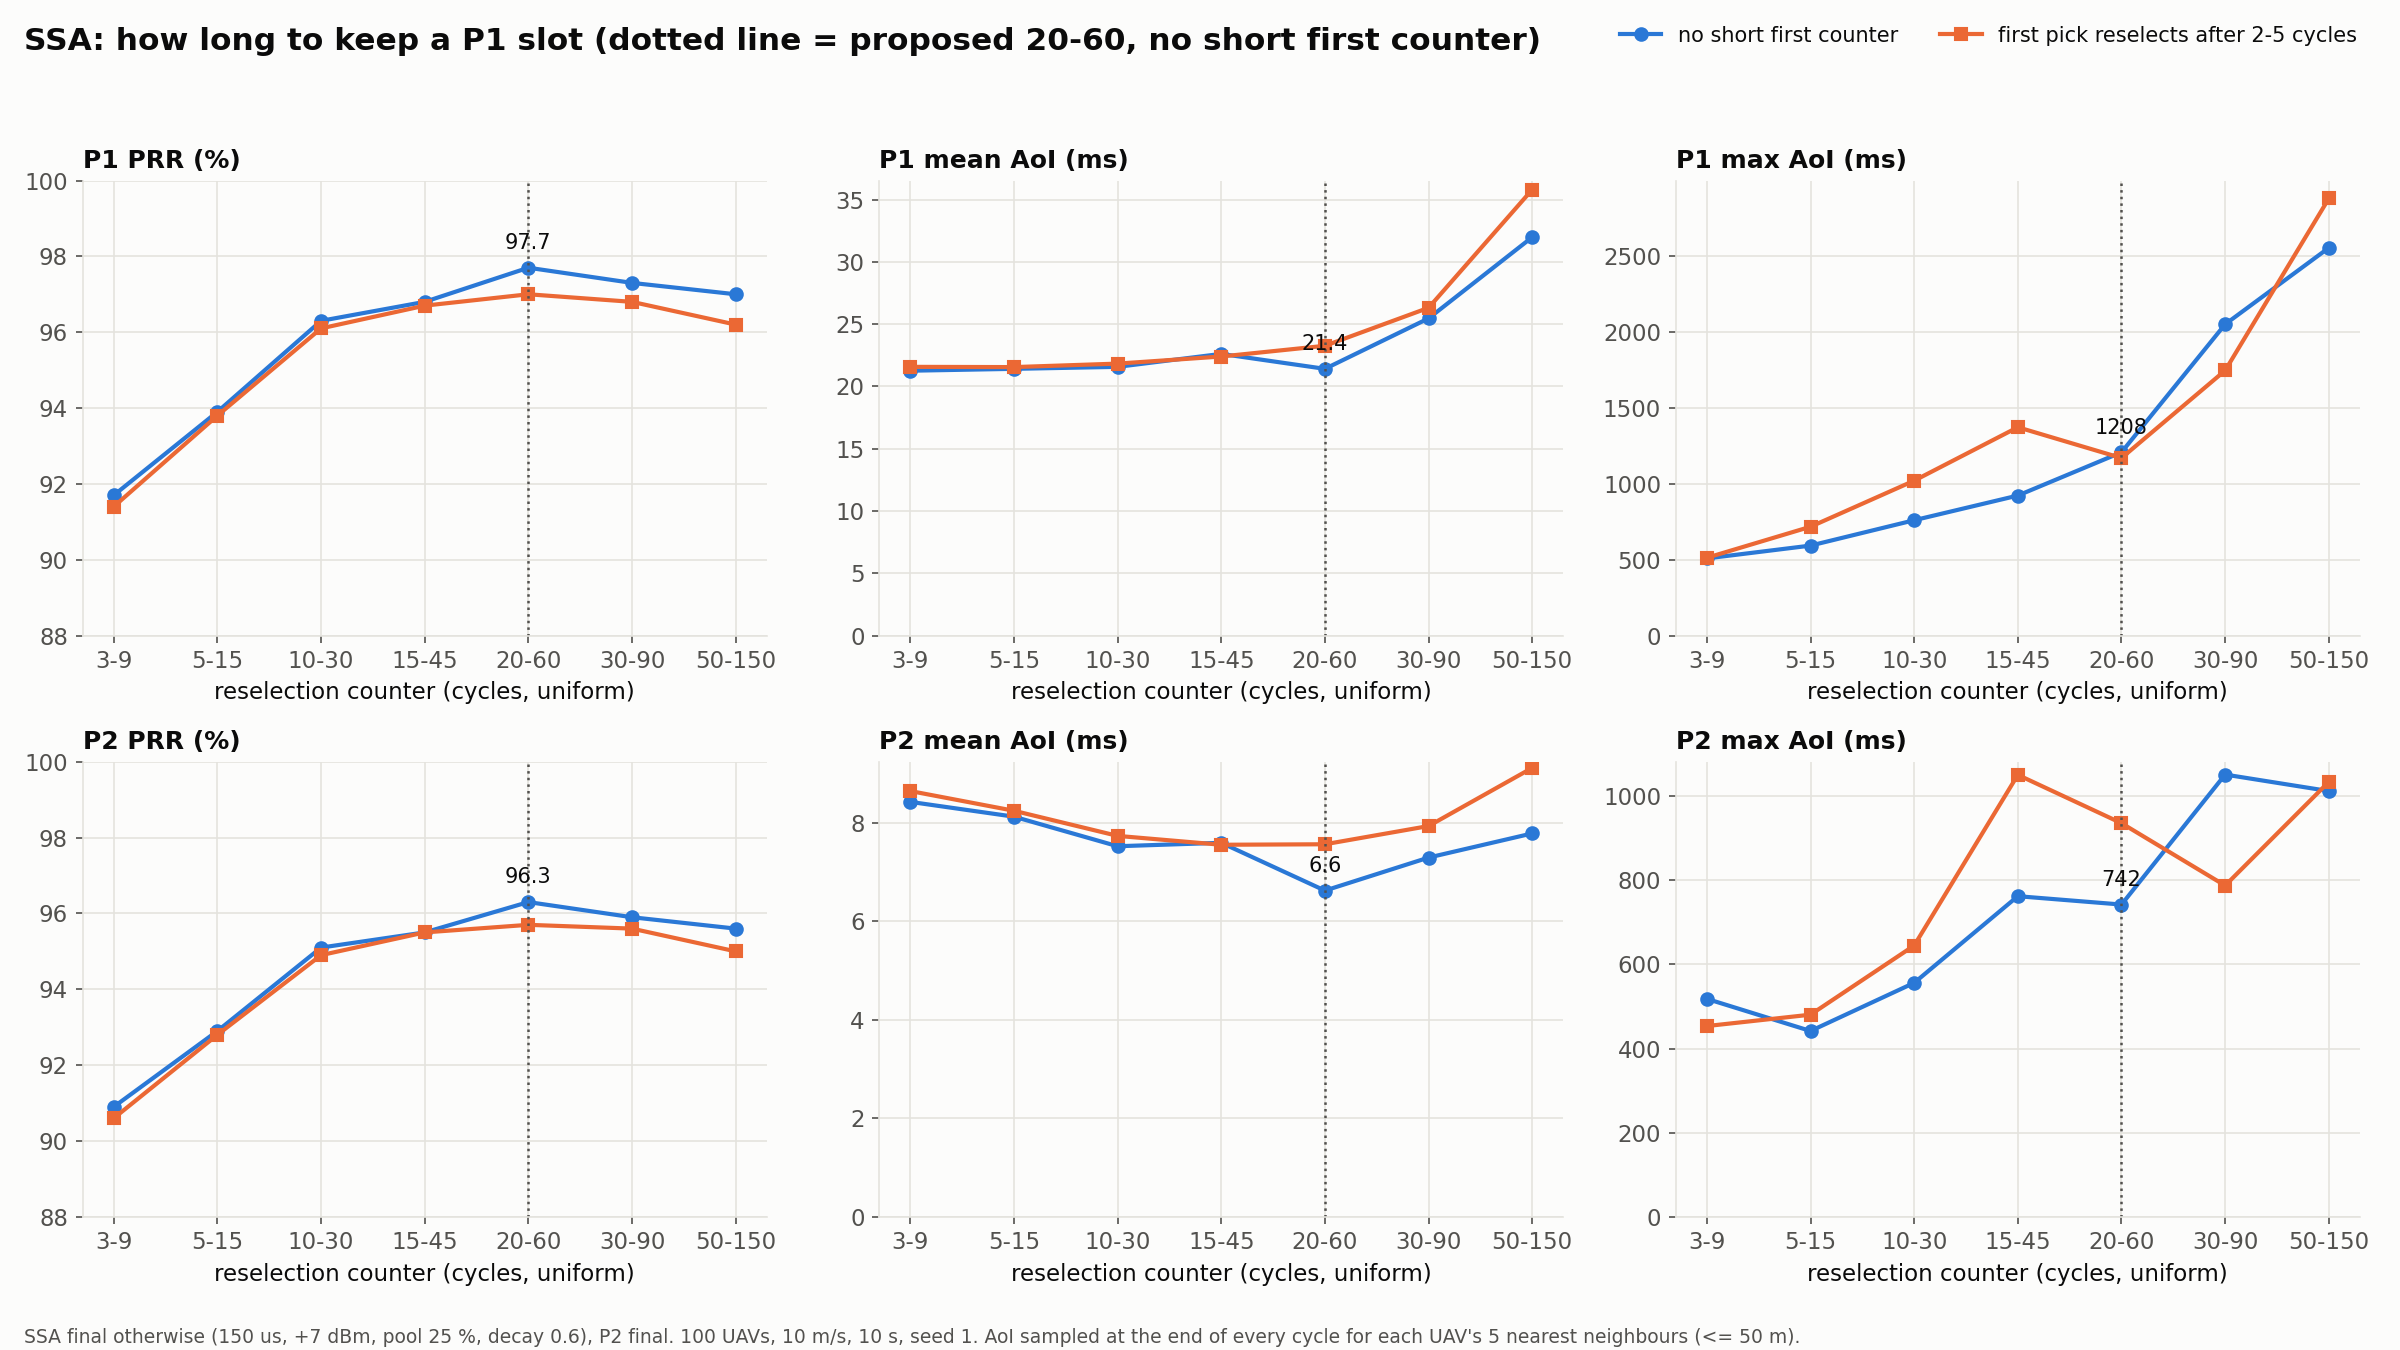 SSA: how long to keep a P1 slot (dotted line = proposed 20-60, no short first counter)
no short first counter
first pick reselects after 2-5 cycles
P1 PRR (%)
100
98
96
94
92
90
88
97.7
3-9 5-15 10-30 15-45 20-60 30-90 50-150
reselection counter (cycles, uniform)
P1 mean AoI (ms)
35
30
25
20
15
10
5
0
21.4
3-9 5-15 10-30 15-45 20-60 30-90 50-150
reselection counter (cycles, uniform)
P1 max AoI (ms)
2500
2000
1500
1000
500
0
1208
3-9 5-15 10-30 15-45 20-60 30-90 50-150
reselection counter (cycles, uniform)
P2 PRR (%)
100
98
96
94
92
90
88
96.3
3-9 5-15 10-30 15-45 20-60 30-90 50-150
reselection counter (cycles, uniform)
P2 mean AoI (ms)
8
6
4
2
0
6.6
3-9 5-15 10-30 15-45 20-60 30-90 50-150
reselection counter (cycles, uniform)
P2 max AoI (ms)
1000
800
600
400
200
0
742
3-9 5-15 10-30 15-45 20-60 30-90 50-150
reselection counter (cycles, uniform)
SSA final otherwise (150 us, +7 dBm, pool 25 %, decay 0.6), P2 final. 100 UAVs, 10 m/s, 10 s, seed 1. AoI sampled at the end of every cycle for each UAV's 5 nearest neighbours (<= 50 m).